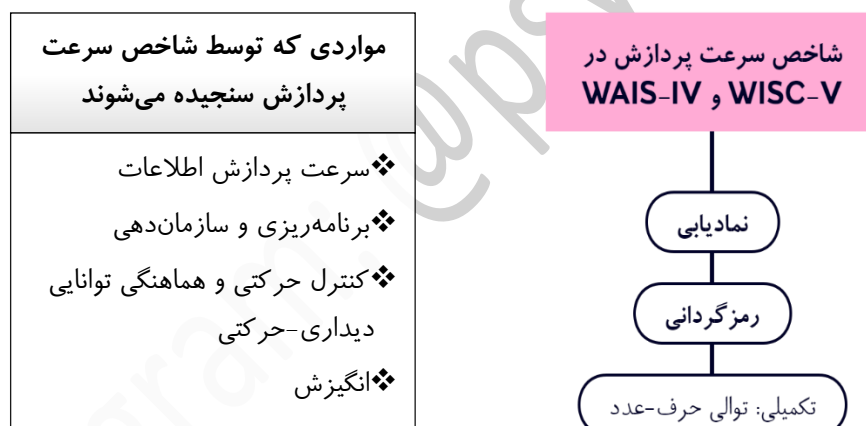 شاخص سرعت پردازش در
WAIS-IV و WISC-V
نمادیابی
رمزگردانی
تکمیلی: توالی حرف-عدد
مواردی که توسط شاخص سرعت
پردازش سنجیده می‌شوند
❖سرعت پردازش اطلاعات
❖برنامه‌ریزی و سازمان‌دهی
❖کنترل حرکتی و هماهنگی توانایی
دیداری-حرکتی
❖انگیزش